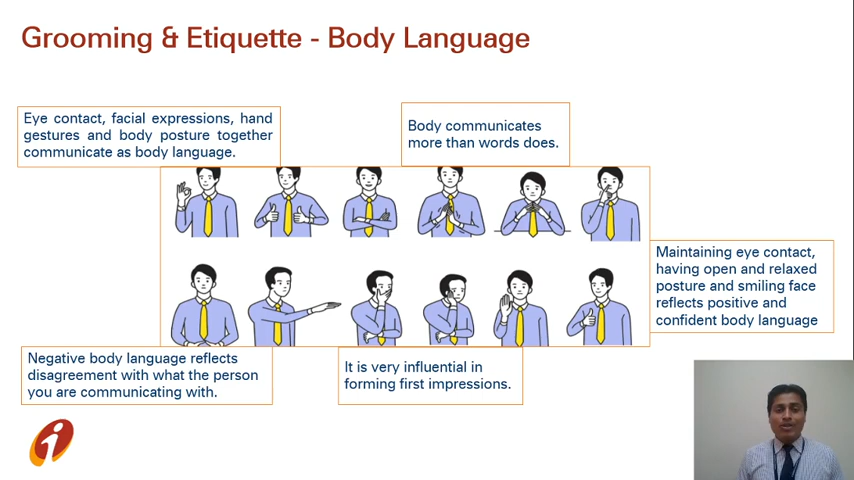 Grooming & Etiquette - Body Language
Eye contact, facial expressions, hand
gestures and body posture together
communicate as body language.
Body communicates
more than words does.
Maintaining eye contact,
having open and relaxed
posture and smiling face
reflects positive and
confident body language
Negative body language reflects
disagreement with what the person
you are communicating with.
It is very influential in
forming first impressions.